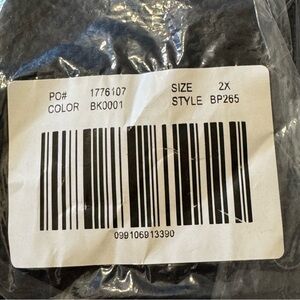 PO# 1776107 SIZE 2X
COLOR BK0001 STYLE BP265
099106913390